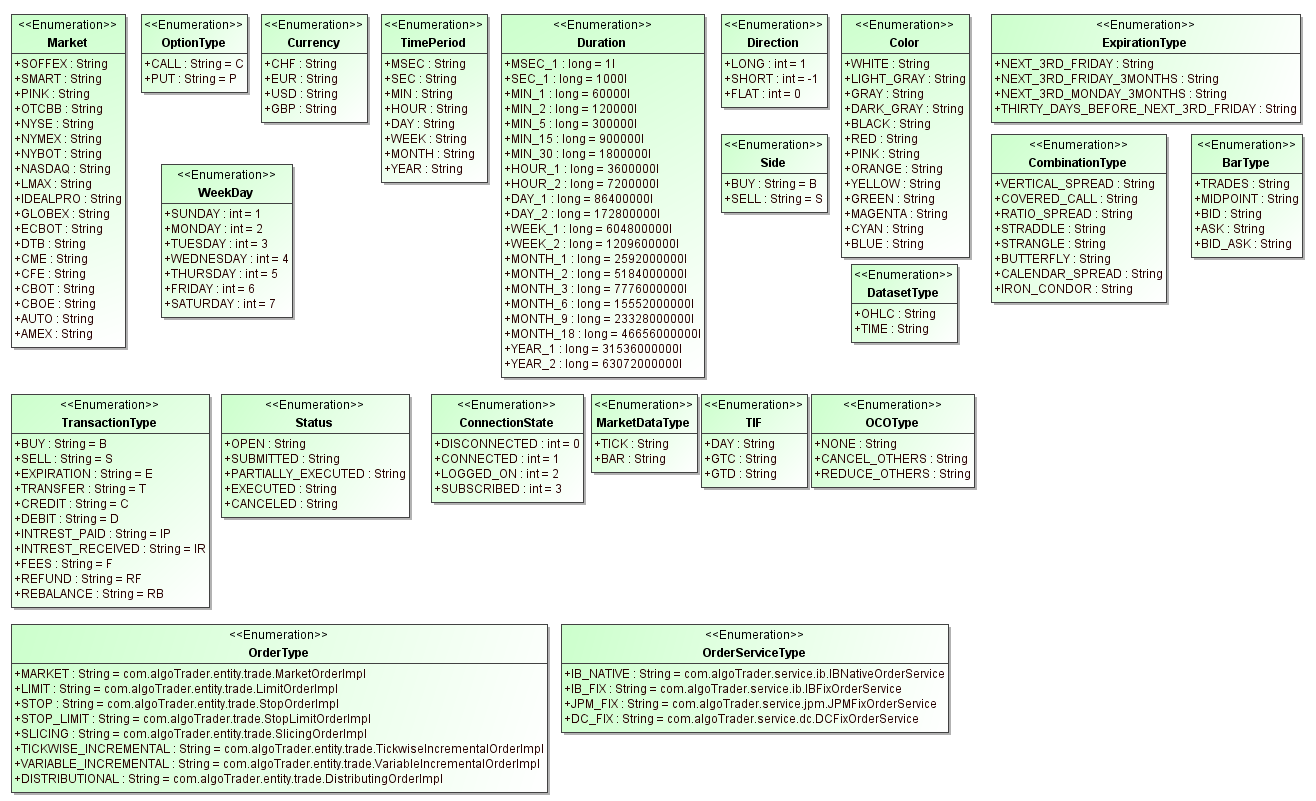 <<Enumeration>>
Market
+SOFFEX : String
+SMART : String
+PINK : String
+OTCBB : String
+NYSE : String
+NYMEX : String
+NYBOT : String
+NASDAQ : String
+LMAX : String
+IDEALPRO : String
+GLOBEX : String
+ECBOT : String
+DTB : String
+CME : String
+CFE : String
+CBOT : String
+CBOE : String
+AUTO : String
+AMEX : String
<<Enumeration>>
OptionType
+CALL : String = C
+PUT : String = P
<<Enumeration>>
Currency
+CHF : String
+EUR : String
+USD : String
+GBP : String
<<Enumeration>>
WeekDay
+SUNDAY : int = 1
+MONDAY : int = 2
+TUESDAY : int = 3
+WEDNESDAY : int = 4
+THURSDAY : int = 5
+FRIDAY : int = 6
+SATURDAY : int = 7
<<Enumeration>>
TimePeriod
+MSEC : String
+SEC : String
+MIN : String
+HOUR : String
+DAY : String
+WEEK : String
+MONTH : String
+YEAR : String
<<Enumeration>>
Duration
+MSEC_1 : long = 1l
+SEC_1 : long = 1000l
+MIN_1 : long = 60000l
+MIN_2 : long = 120000l
+MIN_5 : long = 300000l
+MIN_15 : long = 900000l
+MIN_30 : long = 1800000l
+HOUR_1 : long = 3600000l
+HOUR_2 : long = 7200000l
+DAY_1 : long = 86400000l
+DAY_2 : long = 172800000l
+WEEK_1 : long = 604800000l
+WEEK_2 : long = 1209600000l
+MONTH_1 : long = 2592000000l
+MONTH_2 : long = 5184000000l
+MONTH_3 : long = 7776000000l
+MONTH_6 : long = 15552000000l
+MONTH_9 : long = 23328000000l
+MONTH_18 : long = 46656000000l
+YEAR_1 : long = 31536000000l
+YEAR_2 : long = 63072000000l
<<Enumeration>>
Direction
+LONG : int = 1
+SHORT : int = -1
+FLAT : int = 0
<<Enumeration>>
Side
+BUY : String = B
+SELL : String = S
<<Enumeration>>
Color
+WHITE : String
+LIGHT_GRAY : String
+GRAY : String
+DARK_GRAY : String
+BLACK : String
+RED : String
+PINK : String
+ORANGE : String
+YELLOW : String
+GREEN : String
+MAGENTA : String
+CYAN : String
+BLUE : String
<<Enumeration>>
DatasetType
+OHLC : String
+TIME : String
<<Enumeration>>
ExpirationType
+NEXT_3RD_FRIDAY : String
+NEXT_3RD_FRIDAY_3MONTHS : String
+NEXT_3RD_MONDAY_3MONTHS : String
+THIRTY_DAYS_BEFORE_NEXT_3RD_FRIDAY : String
<<Enumeration>>
CombinationType
+VERTICAL_SPREAD : String
+COVERED_CALL : String
+RATIO_SPREAD : String
+STRADDLE : String
+STRANGLE : String
+BUTTERFLY : String
+CALENDAR_SPREAD : String
+IRON_CONDOR : String
<<Enumeration>>
BarType
+TRADES : String
+MIDPOINT : String
+BID : String
+ASK : String
+BID_ASK : String
<<Enumeration>>
TransactionType
+BUY : String = B
+SELL : String = S
+EXPIRATION : String = E
+TRANSFER : String = T
+CREDIT : String = C
+DEBIT : String = D
+INTREST_PAID : String = IP
+INTREST_RECEIVED : String = IR
+FEES : String = F
+REFUND : String = RF
+REBALANCE : String = RB
<<Enumeration>>
Status
+OPEN : String
+SUBMITTED : String
+PARTIALLY_EXECUTED : String
+EXECUTED : String
+CANCELED : String
<<Enumeration>>
ConnectionState
+DISCONNECTED : int = 0
+CONNECTED : int = 1
+LOGGED_ON : int = 2
+SUBSCRIBED : int = 3
<<Enumeration>>
MarketDataType
+TICK : String
+BAR : String
<<Enumeration>>
TIF
+DAY : String
+GTC : String
+GTD : String
<<Enumeration>>
OCOType
+NONE : String
+CANCEL_OTHERS : String
+REDUCE_OTHERS : String
<<Enumeration>>
OrderType
+MARKET : String = com.algoTrader.entity.trade.MarketOrderImpl
+LIMIT : String = com.algoTrader.entity.trade.LimitOrderImpl
+STOP : String = com.algoTrader.entity.trade.StopOrderImpl
+STOP_LIMIT : String = com.algoTrader.trade.StopLimitOrderImpl
+SLICING : String = com.algoTrader.entity.trade.SlicingOrderImpl
+TICKWISE_INCREMENTAL : String = com.algoTrader.entity.trade.TickwiseIncrementalOrderImpl
+VARIABLE_INCREMENTAL : String = com.algoTrader.entity.trade.VariableIncrementalOrderImpl
+DISTRIBUTIONAL : String = com.algoTrader.entity.trade.DistributingOrderImpl
<<Enumeration>>
OrderServiceType
+IB_NATIVE : String = com.algoTrader.service.ib.IBNativeOrderService
+IB_FIX : String = com.algoTrader.service.ib.IBFixOrderService
+JPM_FIX : String = com.algoTrader.service.jpm.JPMFixOrderService
+DC_FIX : String = com.algoTrader.service.dc.DCFixOrderService